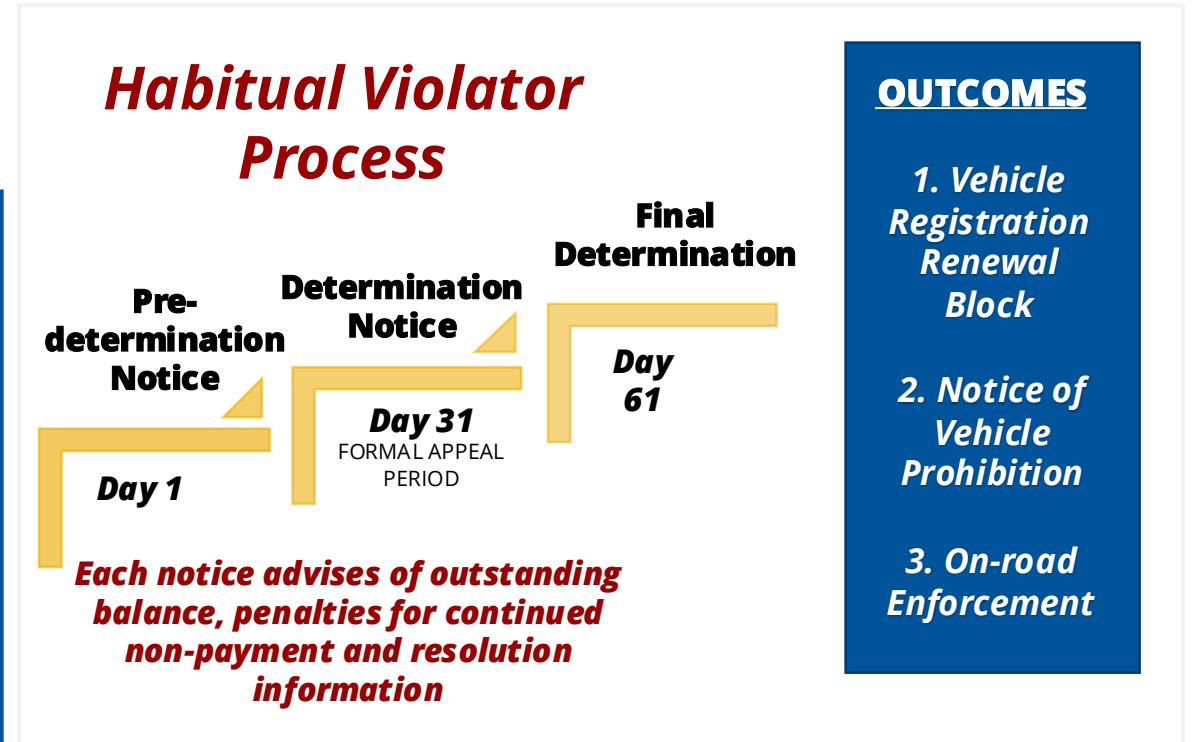 Habitual Violator
Process
Pre-
determination
Notice
Day 1
Determination
Notice
Day 31
FORMAL APPEAL
PERIOD
Final
Determination
Day
61
Each notice advises of outstanding
balance, penalties for continued
non-payment and resolution
information
OUTCOMES
1. Vehicle
Registration
Renewal
Block
2. Notice of
Vehicle
Prohibition
3. On-road
Enforcement